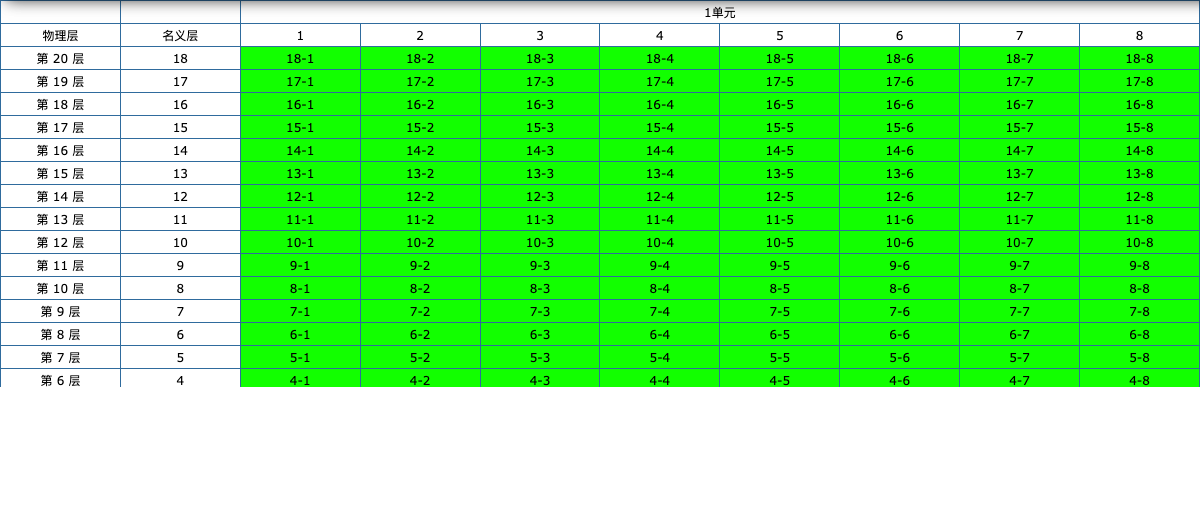 1单元
物理层 名义层 1 2 3 4 5 6 7 8
第 20 层 18 18-1 18-2 18-3 18-4 18-5 18-6 18-7 18-8
第 19 层 17 17-1 17-2 17-3 17-4 17-5 17-6 17-7 17-8
第 18 层 16 16-1 16-2 16-3 16-4 16-5 16-6 16-7 16-8
第 17 层 15 15-1 15-2 15-3 15-4 15-5 15-6 15-7 15-8
第 16 层 14 14-1 14-2 14-3 14-4 14-5 14-6 14-7 14-8
第 15 层 13 13-1 13-2 13-3 13-4 13-5 13-6 13-7 13-8
第 14 层 12 12-1 12-2 12-3 12-4 12-5 12-6 12-7 12-8
第 13 层 11 11-1 11-2 11-3 11-4 11-5 11-6 11-7 11-8
第 12 层 10 10-1 10-2 10-3 10-4 10-5 10-6 10-7 10-8
第 11 层 9 9-1 9-2 9-3 9-4 9-5 9-6 9-7 9-8
第 10 层 8 8-1 8-2 8-3 8-4 8-5 8-6 8-7 8-8
第 9 层 7 7-1 7-2 7-3 7-4 7-5 7-6 7-7 7-8
第 8 层 6 6-1 6-2 6-3 6-4 6-5 6-6 6-7 6-8
第 7 层 5 5-1 5-2 5-3 5-4 5-5 5-6 5-7 5-8
第 6 层 4 4-1 4-2 4-3 4-4 4-5 4-6 4-7 4-8